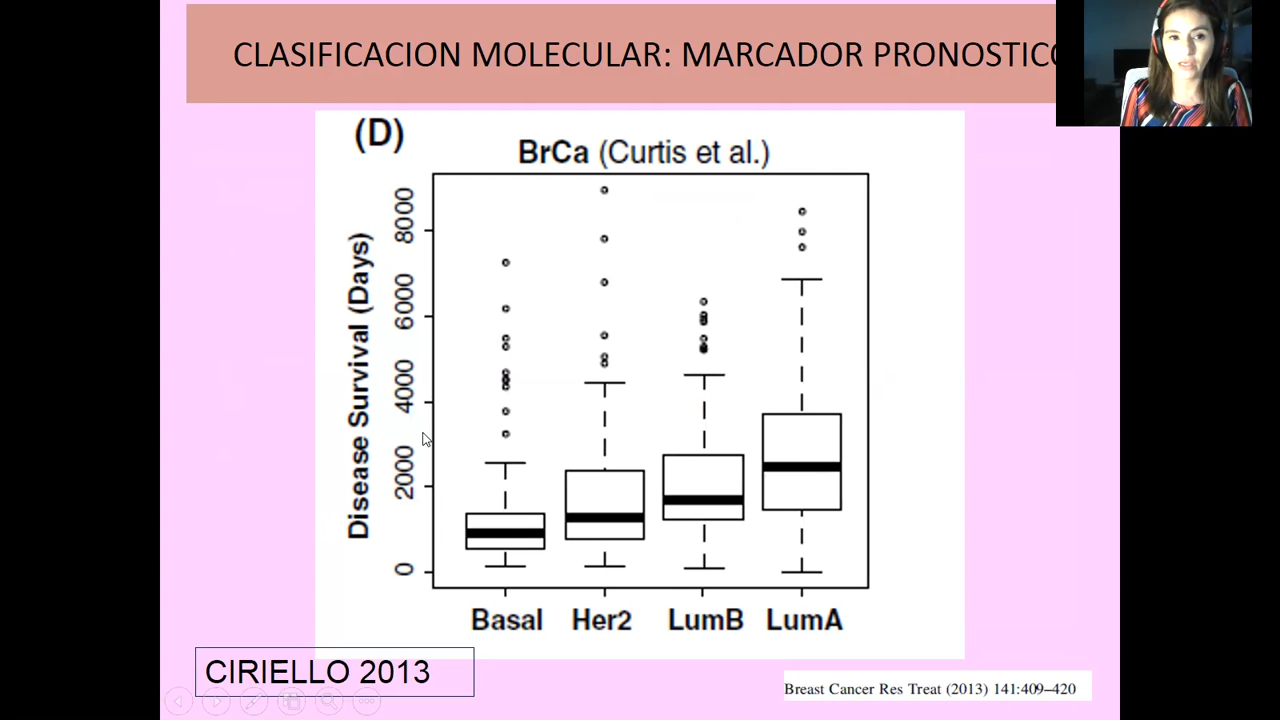 CLASIFICACION MOLECULAR: MARCADOR PRONOSTICO
(D)
BrCa (Curtis et al.)
Disease Survival (Days)
8000
6000
4000
2000
0
Basal Her2 LumB LumA
CIRIELLO 2013
Breast Cancer Res Treat (2013) 141:409–420